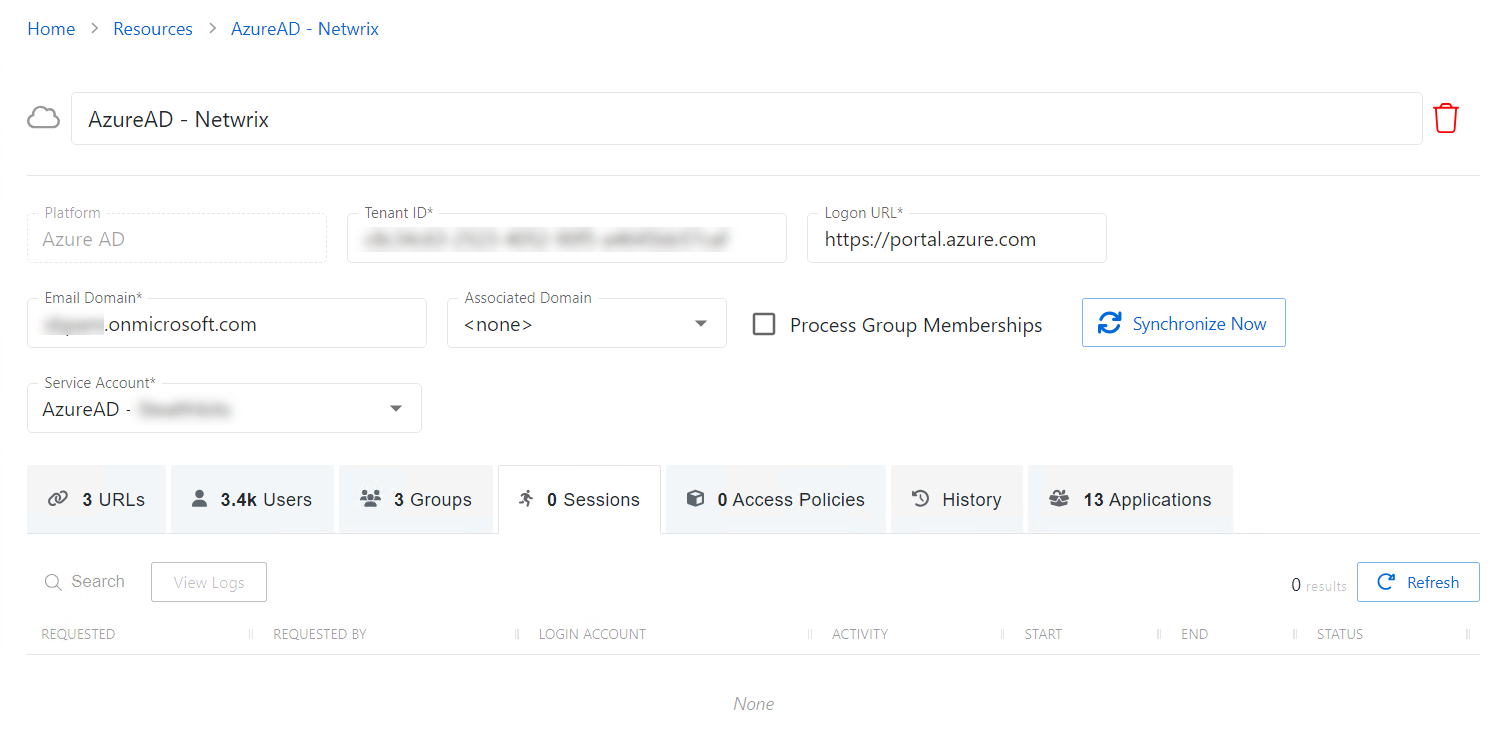 Home > Resources > AzureAD - Netwrix
AzureAD - Netwrix
Platform Tenant ID* Logon URL*
Azure AD https://portal.azure.com
Email Domain* Associated Domain
.onmicrosoft.com <none> Process Group Memberships Synchronize Now
Service Account*
AzureAD -
3 URLs 3.4k Users 3 Groups 0 Sessions 0 Access Policies History 13 Applications
Search View Logs 0 results Refresh
REQUESTED REQUESTED BY LOGIN ACCOUNT ACTIVITY START END STATUS
None